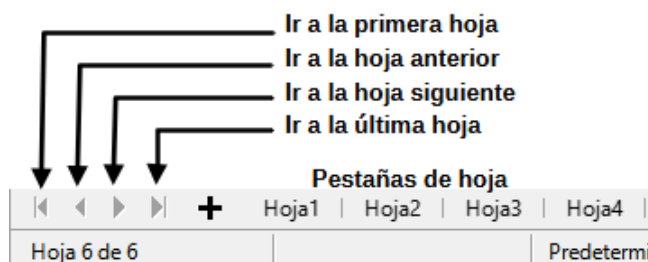 Ir a la primera hoja
Ir a la hoja anterior
Ir a la hoja siguiente
Ir a la última hoja
Pestañas de hoja
Hoja1 | Hoja2 | Hoja3 | Hoja4 |
Hoja 6 de 6 Predetermi